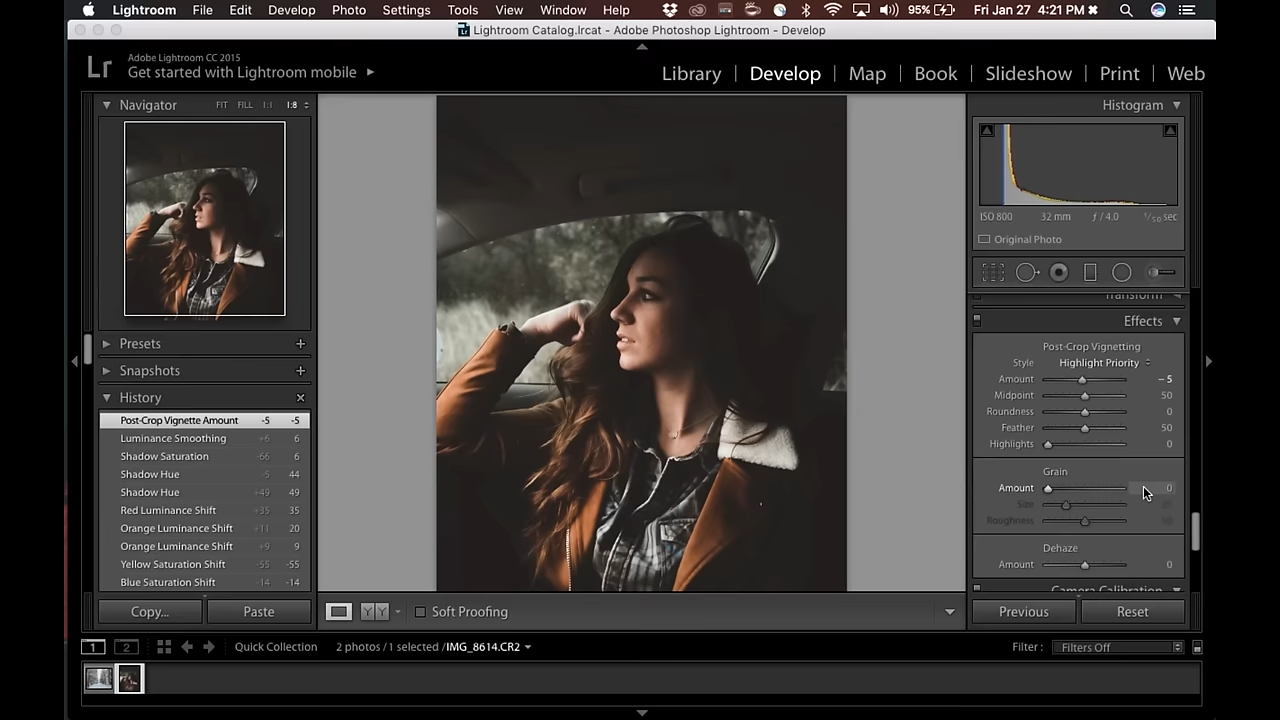 Lightroom File Edit Develop Photo Settings Tools View Window Help 95% Fri Jan 27 4:21 PM
Lightroom Catalog.lrcat - Adobe Photoshop Lightroom - Develop
Lr
Adobe Lightroom CC 2015
Get started with Lightroom mobile
Library | Develop | Map | Book | Slideshow | Print | Web
Navigator FIT FILL 1:1 1:8
Presets
Snapshots
History
Post-Crop Vignette Amount -5 -5
Luminance Smoothing +6 6
Shadow Saturation -66 6
Shadow Hue -5 44
Shadow Hue +49 49
Red Luminance Shift +35 35
Orange Luminance Shift +11 20
Orange Luminance Shift +9 9
Yellow Saturation Shift -55 -55
Blue Saturation Shift -14 -14
Copy... Paste
YY
Soft Proofing
Histogram
ISO 800 32 mm ƒ / 4.0 1/50 sec
Original Photo
Transform
Effects
Post-Crop Vignetting
Style Highlight Priority
Amount – 5
Midpoint 50
Roundness 0
Feather 50
Highlights 0
Grain
Amount 0
Size
Roughness
Dehaze
Amount 0
Camera Calibration
Previous Reset
1 2 Quick Collection 2 photos / 1 selected / IMG_8614.CR2 Filter : Filters Off